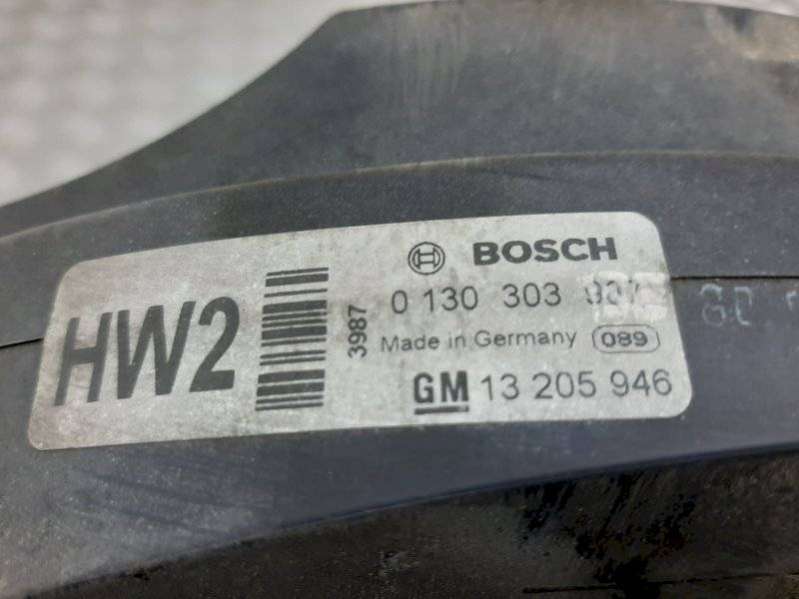 HW2
3987
BOSCH
0 130 303
Made in Germany 089
GM 13 205 946